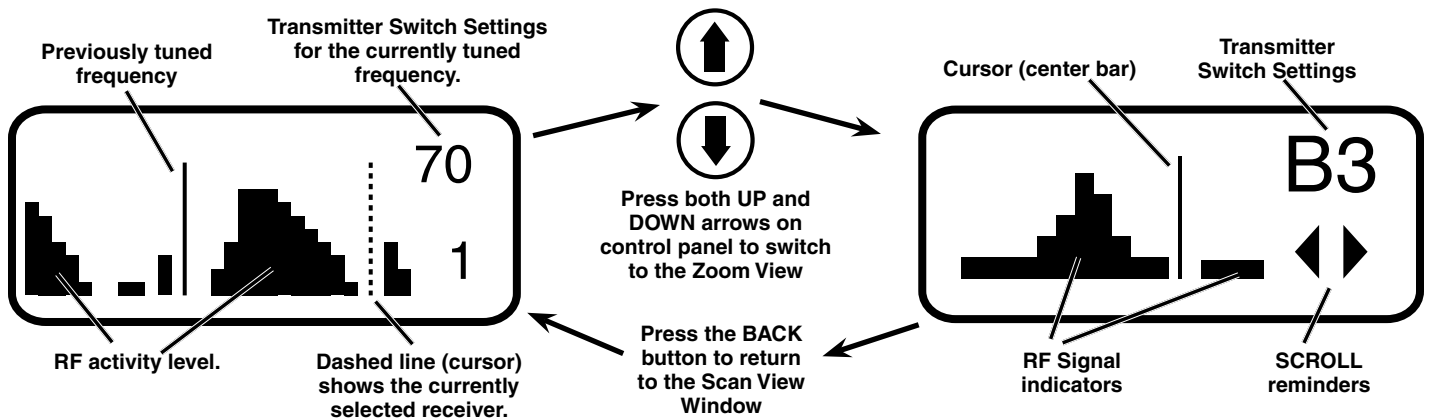 Previously tuned
frequency
Transmitter Switch Settings
for the currently tuned
frequency.
70
1
RF activity level.
Dashed line (cursor)
shows the currently
selected receiver.
Press both UP and
DOWN arrows on
control panel to switch
to the Zoom View
Press the BACK
button to return
to the Scan View
Window
Cursor (center bar)
Transmitter
Switch Settings
B3
RF Signal
indicators
SCROLL
reminders